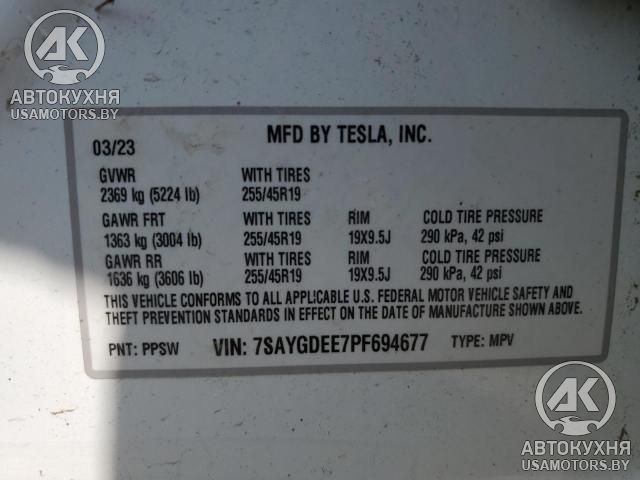 АК
АВТОКУХНЯ
USAMOTORS.BY
03/23
MFD BY TESLA, INC.
GVWR WITH TIRES
2369 kg (5224 lb) 255/45R19
GAWR FRT WITH TIRES RIM COLD TIRE PRESSURE
1363 kg (3004 lb) 255/45R19 19X9.5J 290 kPa, 42 psi
GAWR RR WITH TIRES RIM COLD TIRE PRESSURE
1636 kg (3606 lb) 255/45R19 19X9.5J 290 kPa, 42 psi
THIS VEHICLE CONFORMS TO ALL APPLICABLE U.S. FEDERAL MOTOR VEHICLE SAFETY AND
THEFT PREVENTION STANDARDS IN EFFECT ON THE DATE OF MANUFACTURE SHOWN ABOVE.
PNT: PPSW VIN: 7SAYGDEE7PF694677 TYPE: MPV
АК
АВТОКУХНЯ
USAMOTORS.BY